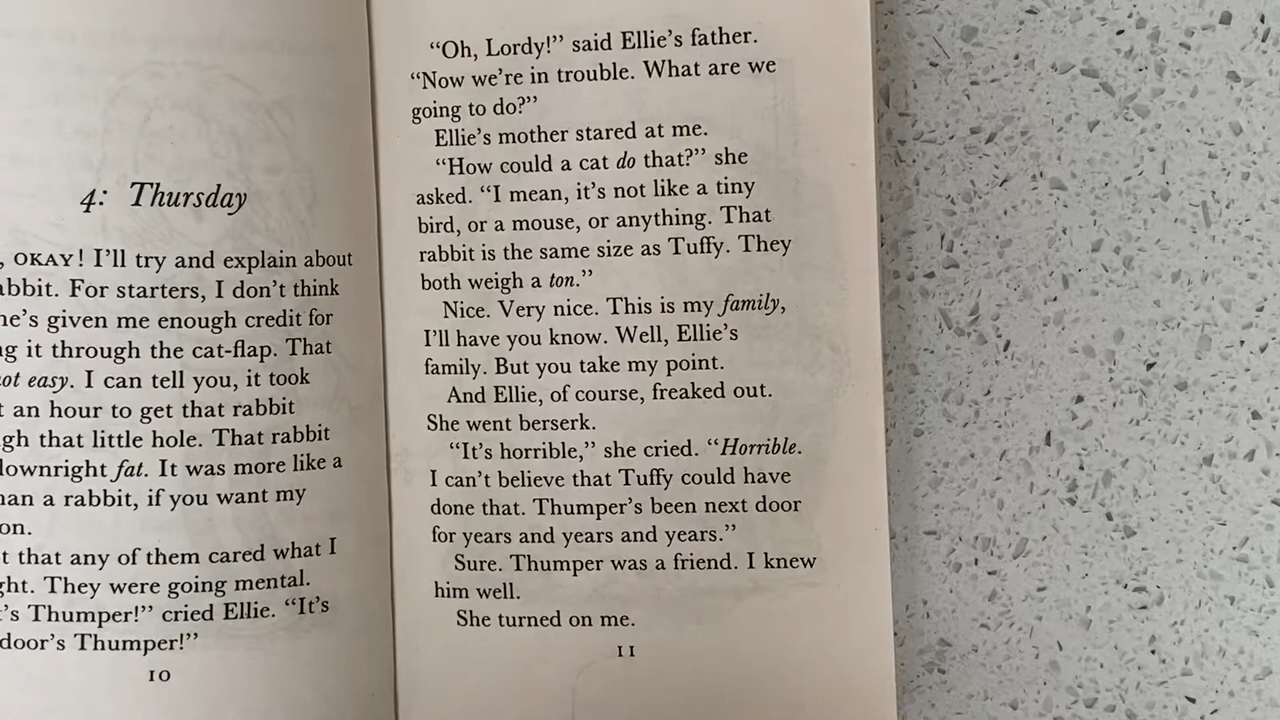 4: Thursday
, OKAY! I'll try and explain about
abbit. For starters, I don't think
he's given me enough credit for
g it through the cat-flap. That
ot easy. I can tell you, it took
t an hour to get that rabbit
gh that little hole. That rabbit
downright fat. It was more like a
han a rabbit, if you want my
on.
t that any of them cared what I
ght. They were going mental.
t's Thumper!” cried Ellie. “It's
door's Thumper!”
10
“Oh, Lordy!” said Ellie's father.
“Now we're in trouble. What are we
going to do?”
Ellie's mother stared at me.
“How could a cat do that?” she
asked. “I mean, it's not like a tiny
bird, or a mouse, or anything. That
rabbit is the same size as Tuffy. They
both weigh a ton.”
Nice. Very nice. This is my family,
I'll have you know. Well, Ellie's
family. But you take my point.
And Ellie, of course, freaked out.
She went berserk.
“It's horrible,” she cried. “Horrible.
I can't believe that Tuffy could have
done that. Thumper's been next door
for years and years and years.”
Sure. Thumper was a friend. I knew
him well.
She turned on me.
11